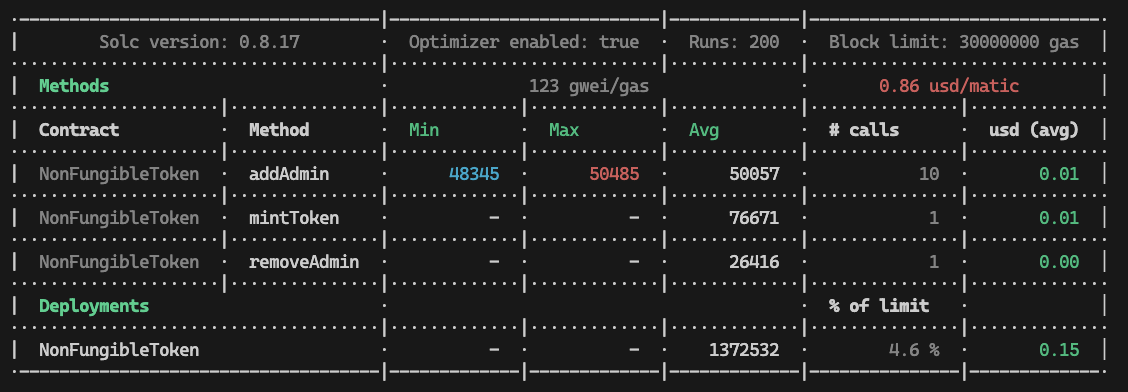 Solc version: 0.8.17 · Optimizer enabled: true · Runs: 200 · Block limit: 30000000 gas
Methods · 123 gwei/gas · 0.86 usd/matic
Contract · Method · Min · Max · Avg · # calls · usd (avg)
NonFungibleToken · addAdmin · 48345 · 50485 · 50057 · 10 · 0.01
NonFungibleToken · mintToken · - · - · 76671 · 1 · 0.01
NonFungibleToken · removeAdmin · - · - · 26416 · 1 · 0.00
Deployments · % of limit ·
NonFungibleToken · - · - · 1372532 · 4.6 % · 0.15